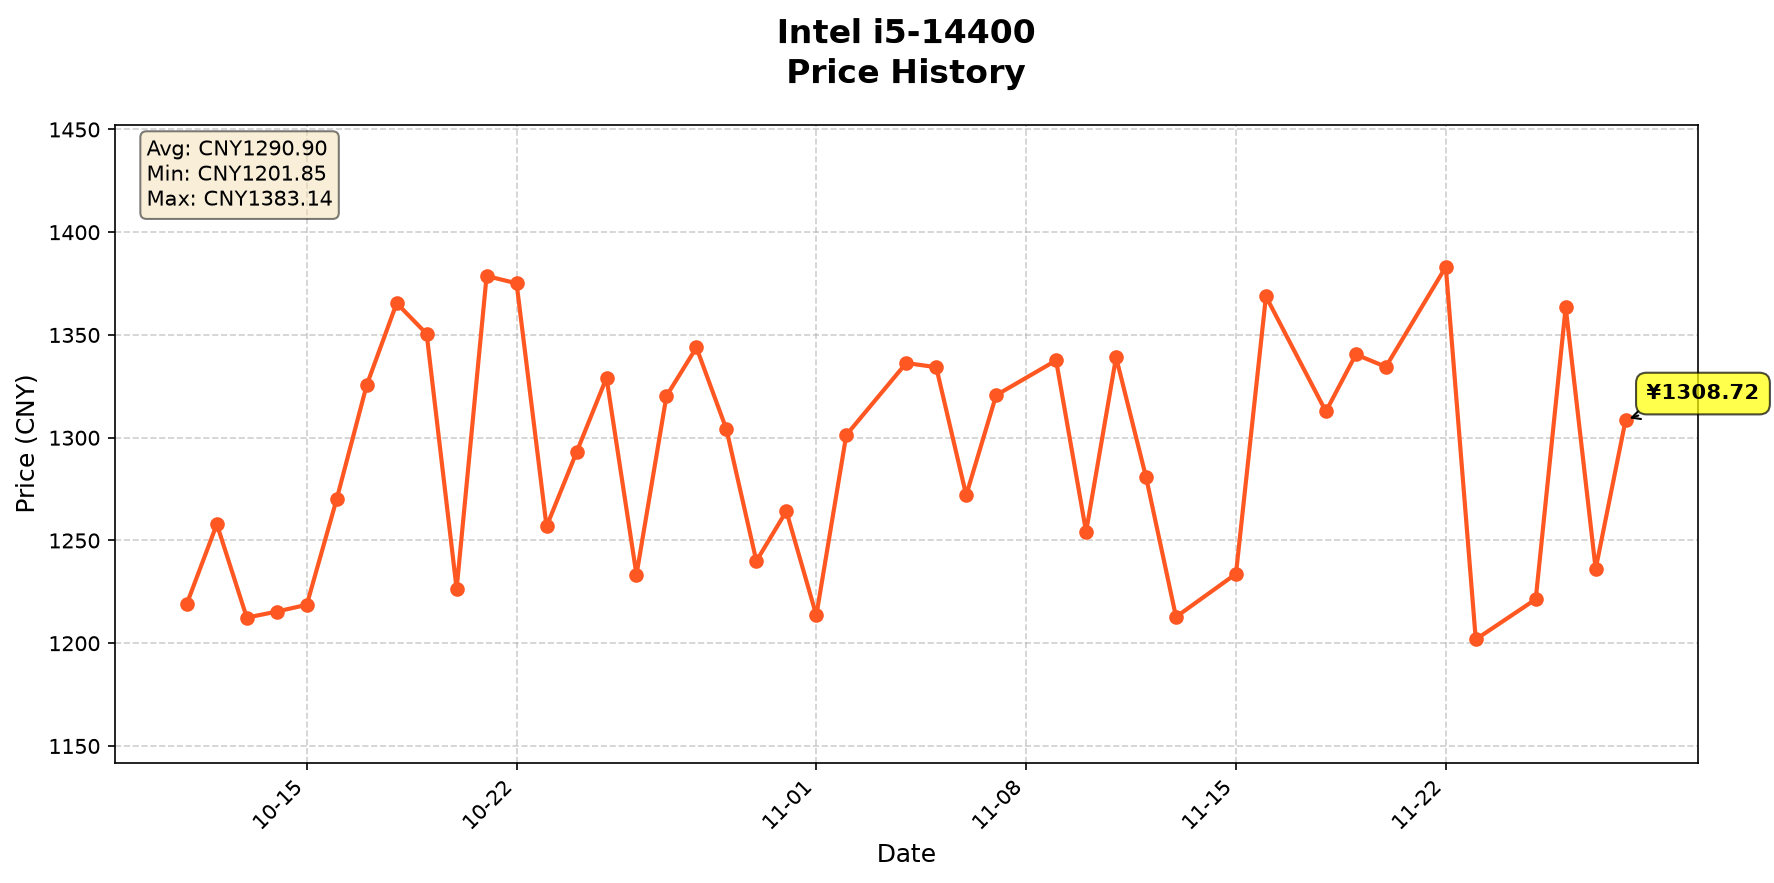 Intel i5-14400
Price History
Avg: CNY1290.90
Min: CNY1201.85
Max: CNY1383.14
1450
1400
1350
1300
1250
1200
1150
Price (CNY)
¥1308.72
10-15
10-22
11-01
11-08
11-15
11-22
Date